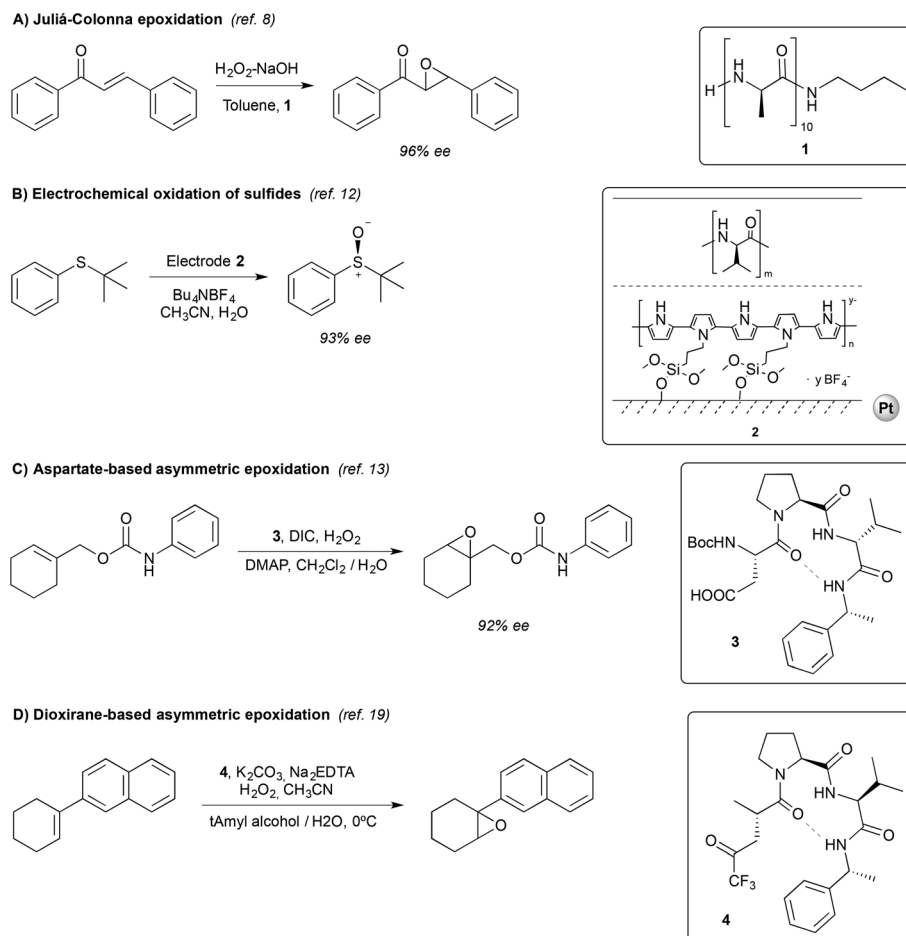 A) Juliá-Colonna epoxidation (ref. 8)
O
H₂O₂-NaOH
Toluene, 1
O
O
96% ee
H
H
N
O
N
H
10
1
B) Electrochemical oxidation of sulfides (ref. 12)
S
Electrode 2
Bu₄NBF₄
CH₃CN, H₂O
O⁻
S
+
93% ee
H
N
O
m
H
N
N
H
N
N
H
N
y-
n
O
Si
O
O
O
Si
O
O
· y BF₄⁻
Pt
2
C) Aspartate-based asymmetric epoxidation (ref. 13)
O
O
N
H
3, DIC, H₂O₂
DMAP, CH₂Cl₂ / H₂O
O
O
O
N
H
92% ee
N
O
HN
BocHN
O
O
HN
HOOC
3
D) Dioxirane-based asymmetric epoxidation (ref. 19)
4, K₂CO₃, Na₂EDTA
H₂O₂, CH₃CN
tAmyl alcohol / H2O, 0ºC
O
N
O
HN
O
O
HN
O
CF₃
4